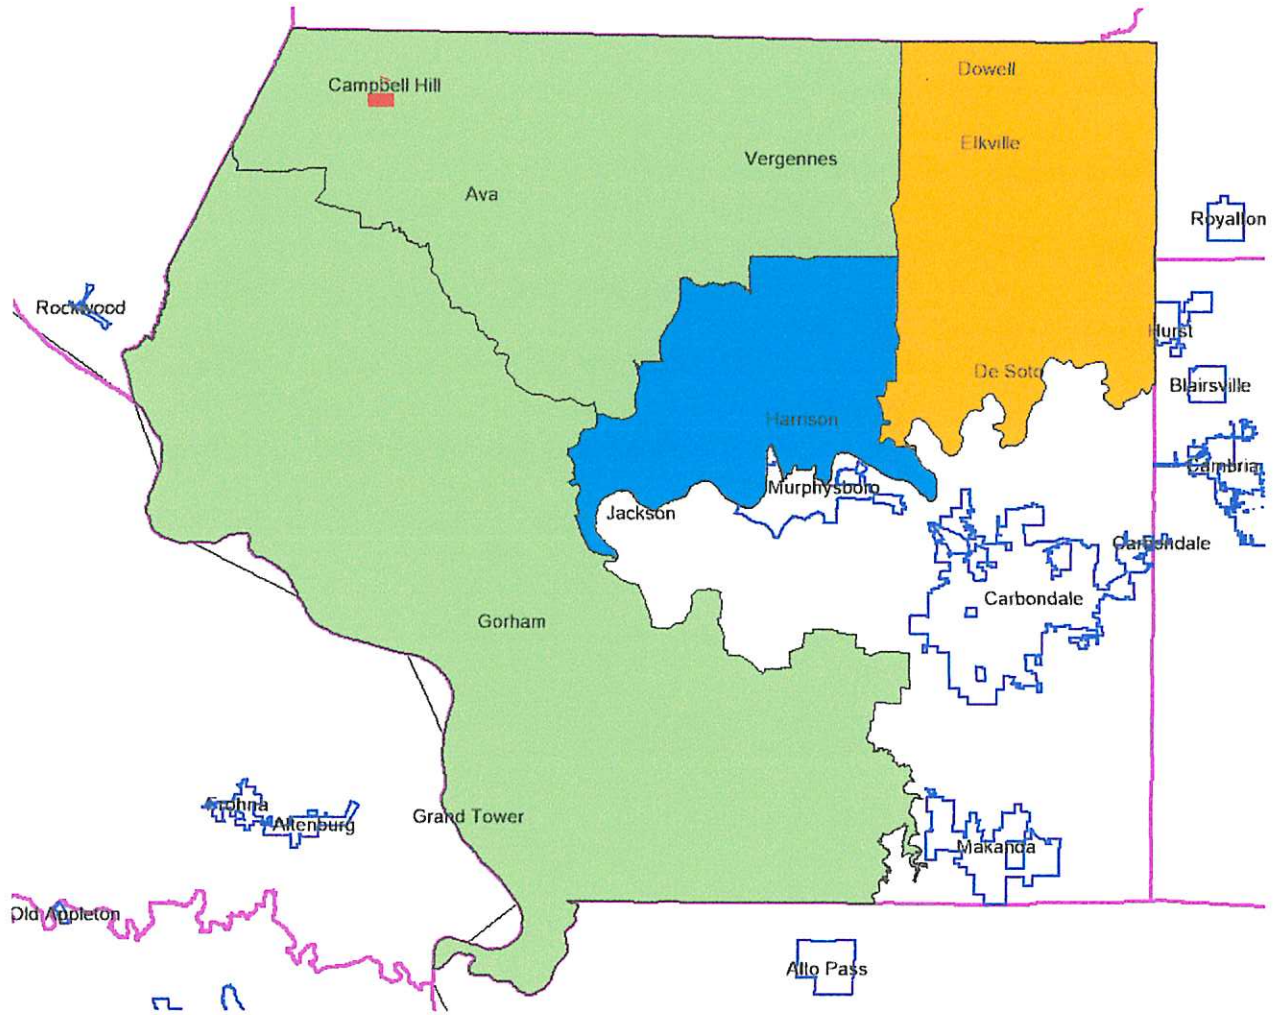 Dowell
Campbell Hill
Elkville
Vergennes
Ava
Royalton
Rockwood
Hurst
De Soto
Blairsville
Harrison
Cambria
Murphysboro
Jackson
Carbondale
Carbondale
Gorham
Frohna
Grand Tower
Altenburg
Makanda
Old Appleton
Alto Pass